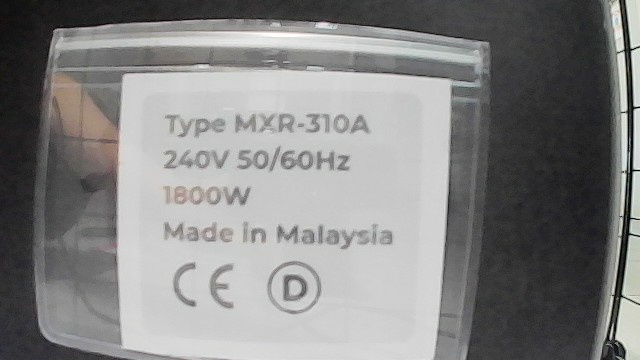 Type MXR-310A
240V 50/60Hz
1800W
Made in Malaysia
CE D